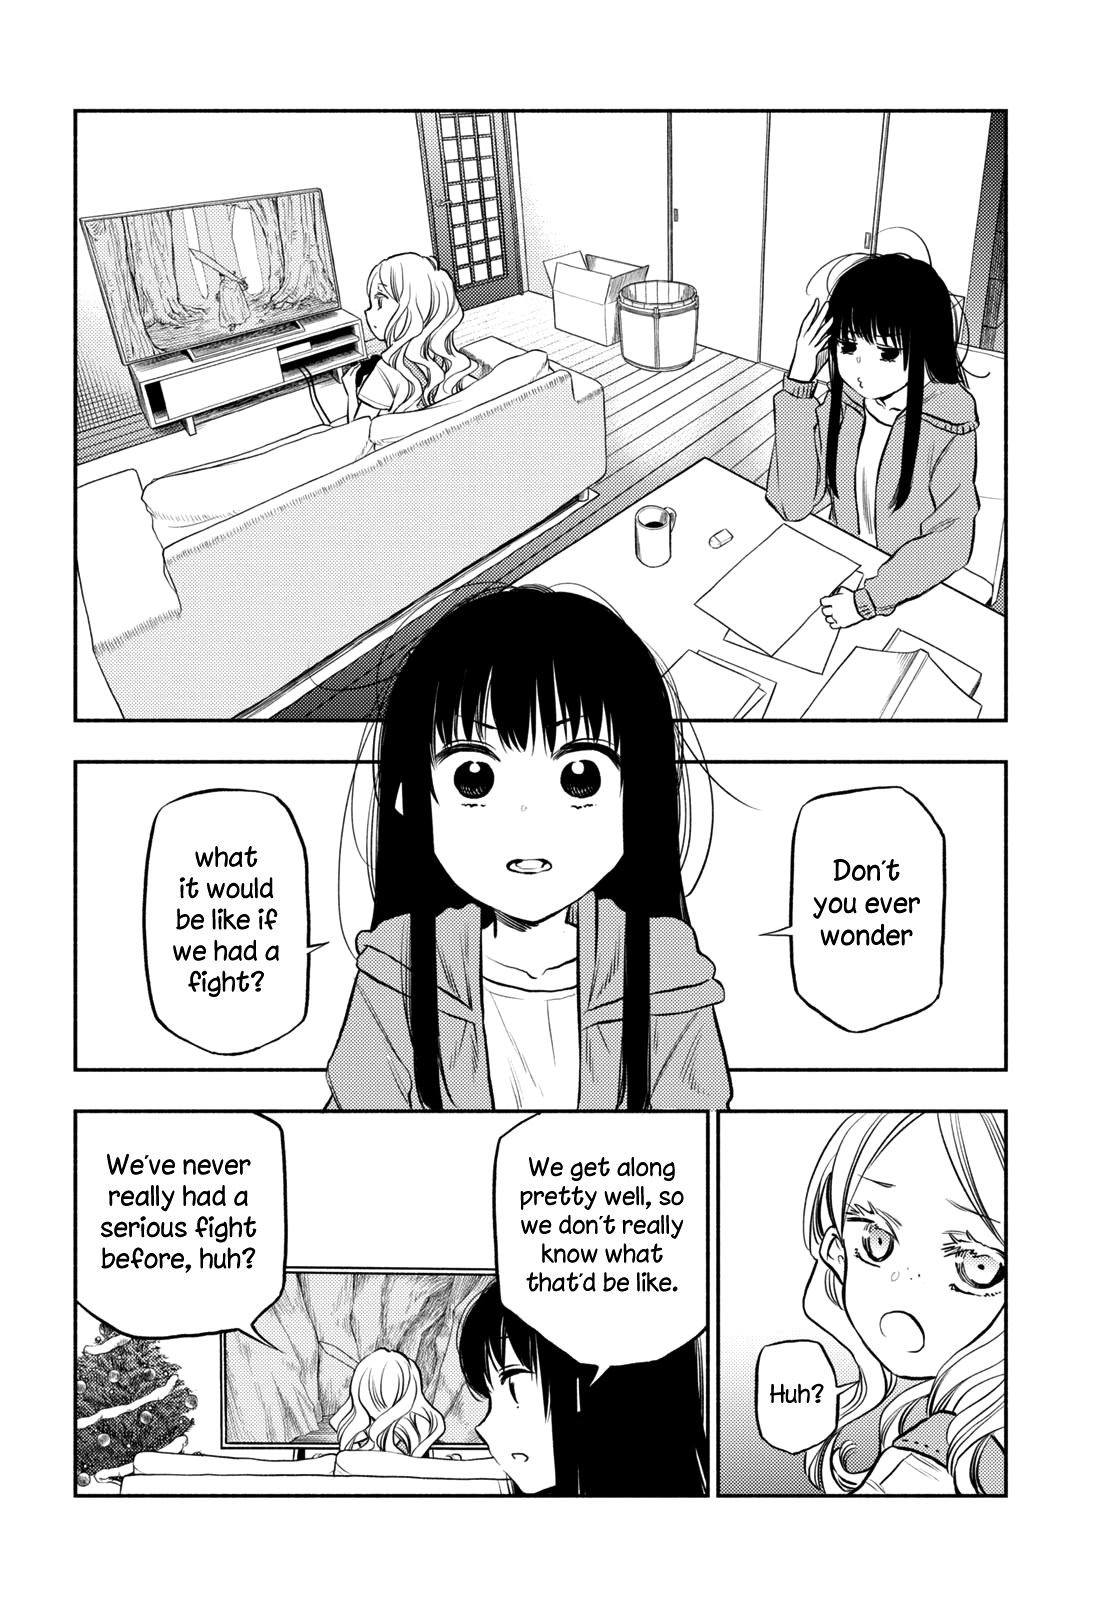 Don't
you ever
wonder
what
it would
be like if
we had a
fight?
Huh?
We get along
pretty well, so
we don't really
know what
that'd be like.
We've never
really had a
serious fight
before, huh?